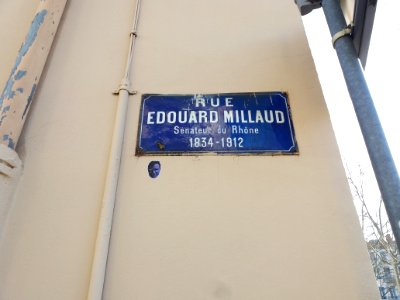 RUE
EDOUARD MILLAUD
Sénateur du Rhône
1834-1912